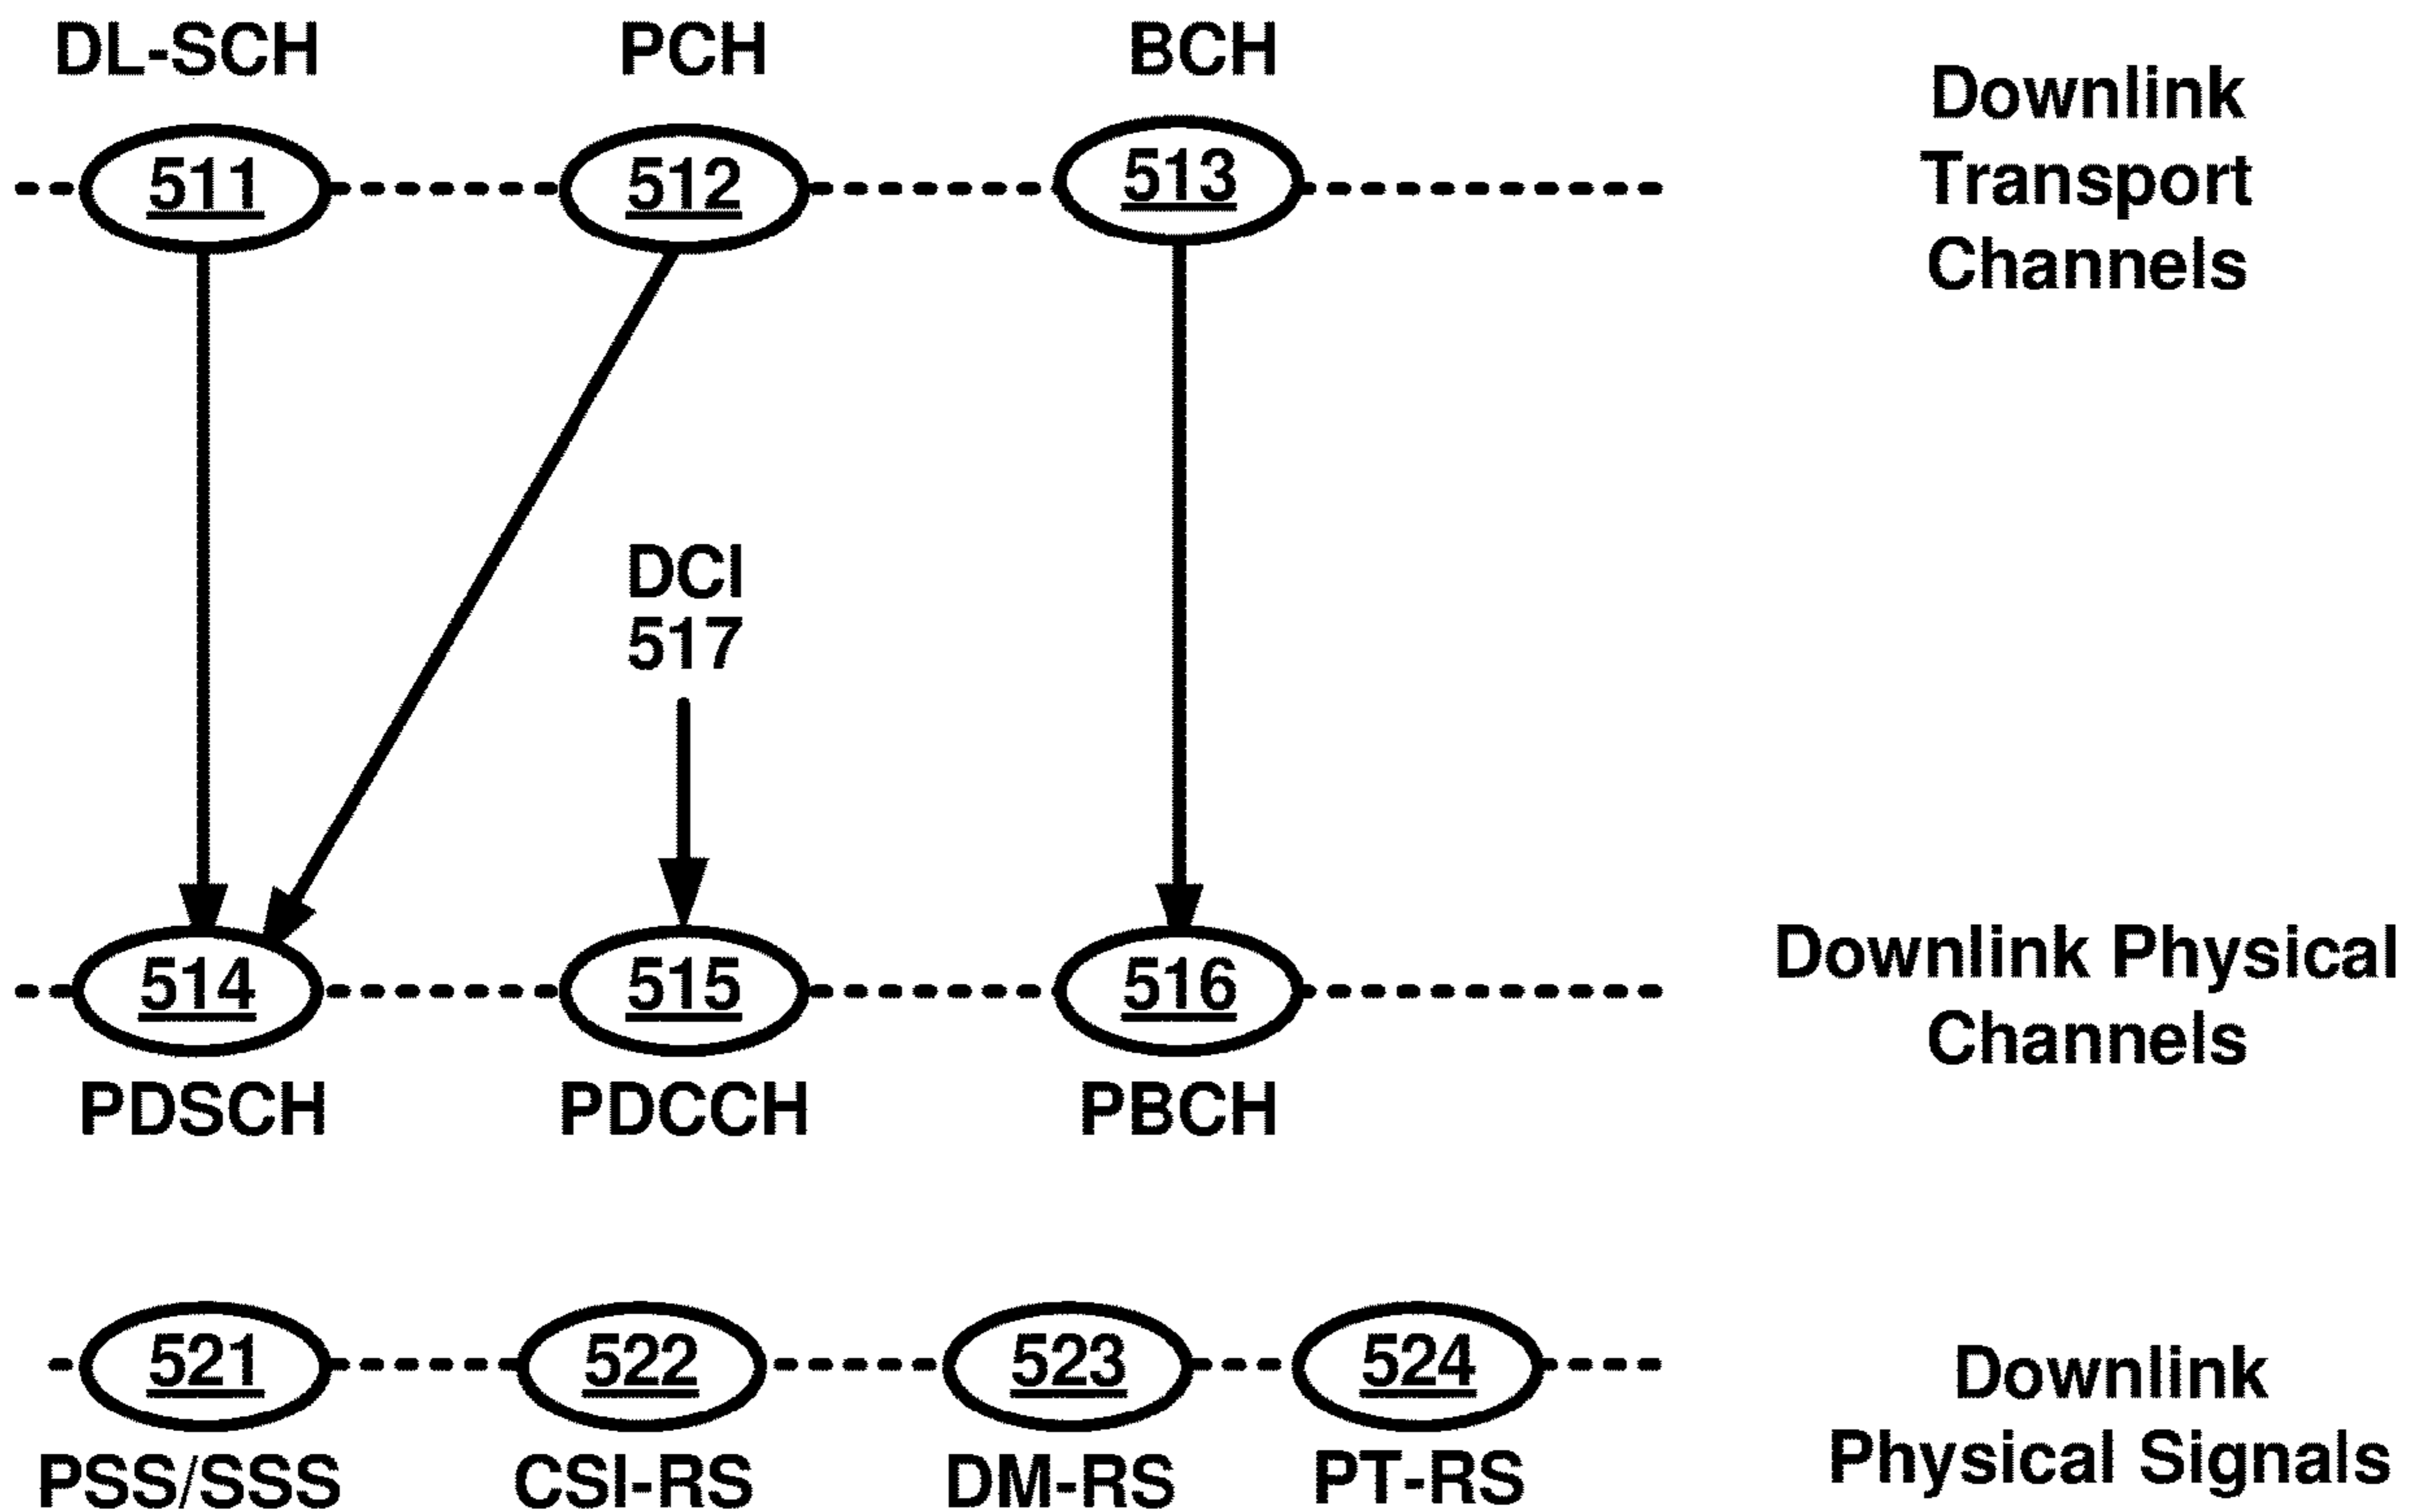 DL-SCH
PCH
BCH
511
512
513
Downlink
Transport
Channels
DCI
517
514
515
516
Downlink Physical
Channels
PDSCH
PDCCH
PBCH
521
522
523
524
Downlink
Physical Signals
PSS/SSS
CSI-RS
DM-RS
PT-RS